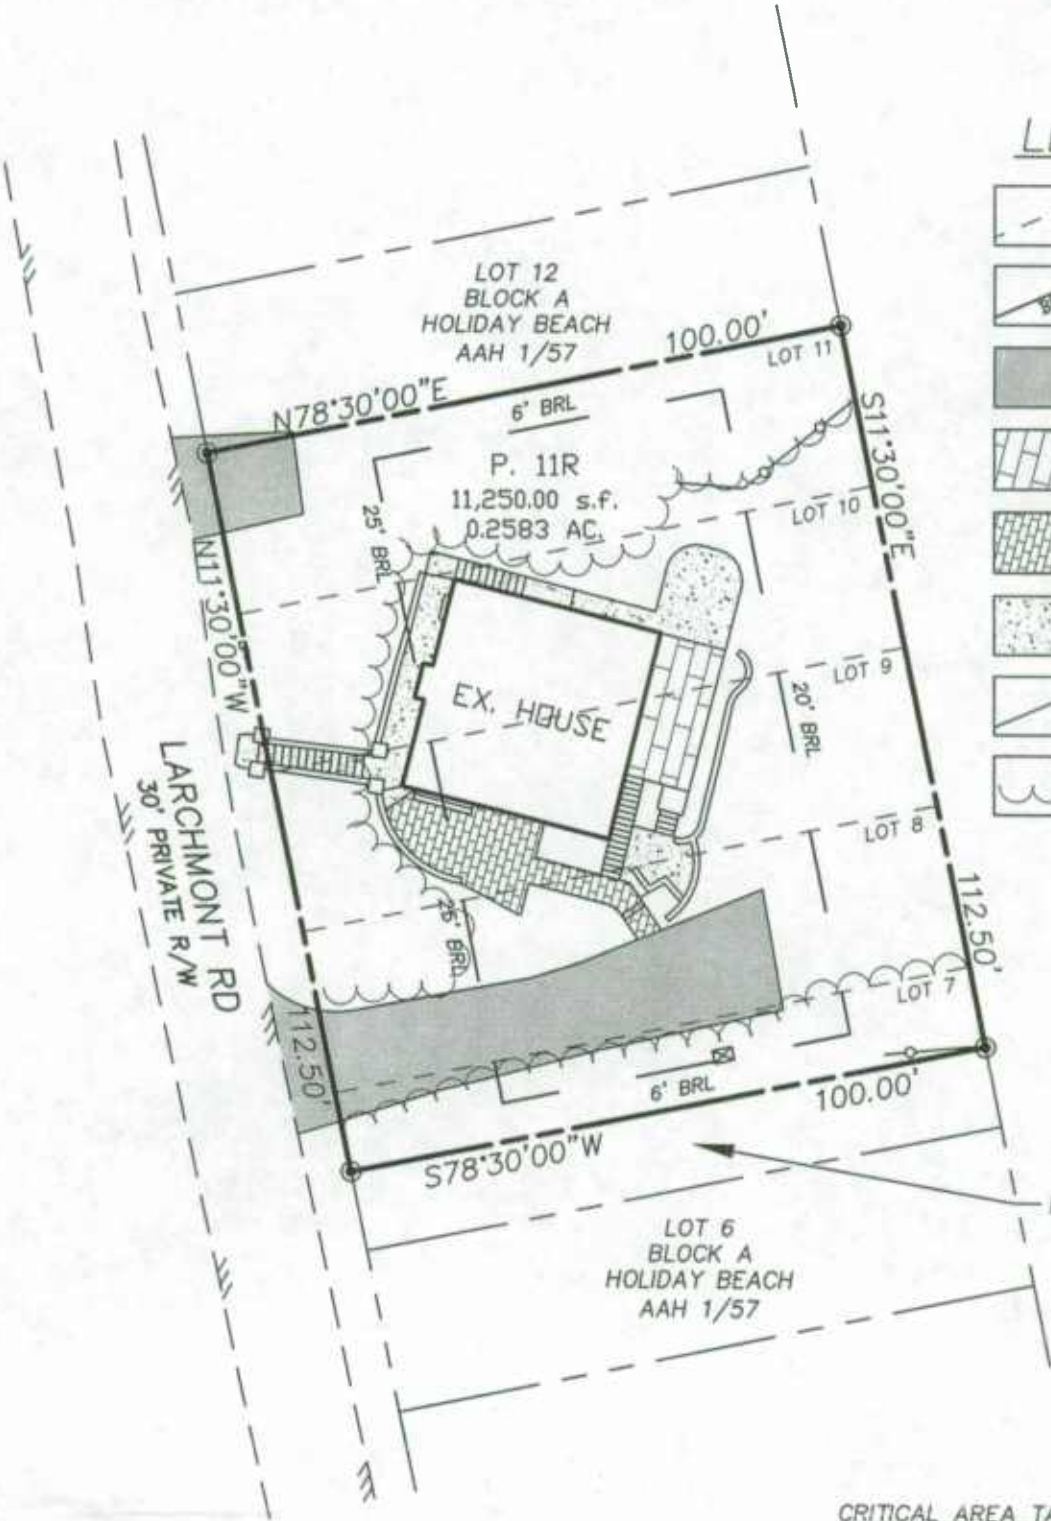 LOT 12
BLOCK A
HOLIDAY BEACH
AAH 1/57
100.00'
LOT 11
N78°30'00"E
6' BRL
S11°30'00"E
P. 11R
11,250.00 s.f.
0.2583 AC.
25' BRL
LOT 10
N11°30'00"W
EX. HOUSE
LOT 9
20' BRL
LARCHMONT RD
30' PRIVATE R/W
LOT 8
25' BRL
112.50'
LOT 7
112.50'
6' BRL
100.00'
S78°30'00"W
LOT 6
BLOCK A
HOLIDAY BEACH
AAH 1/57
CRITICAL AREA